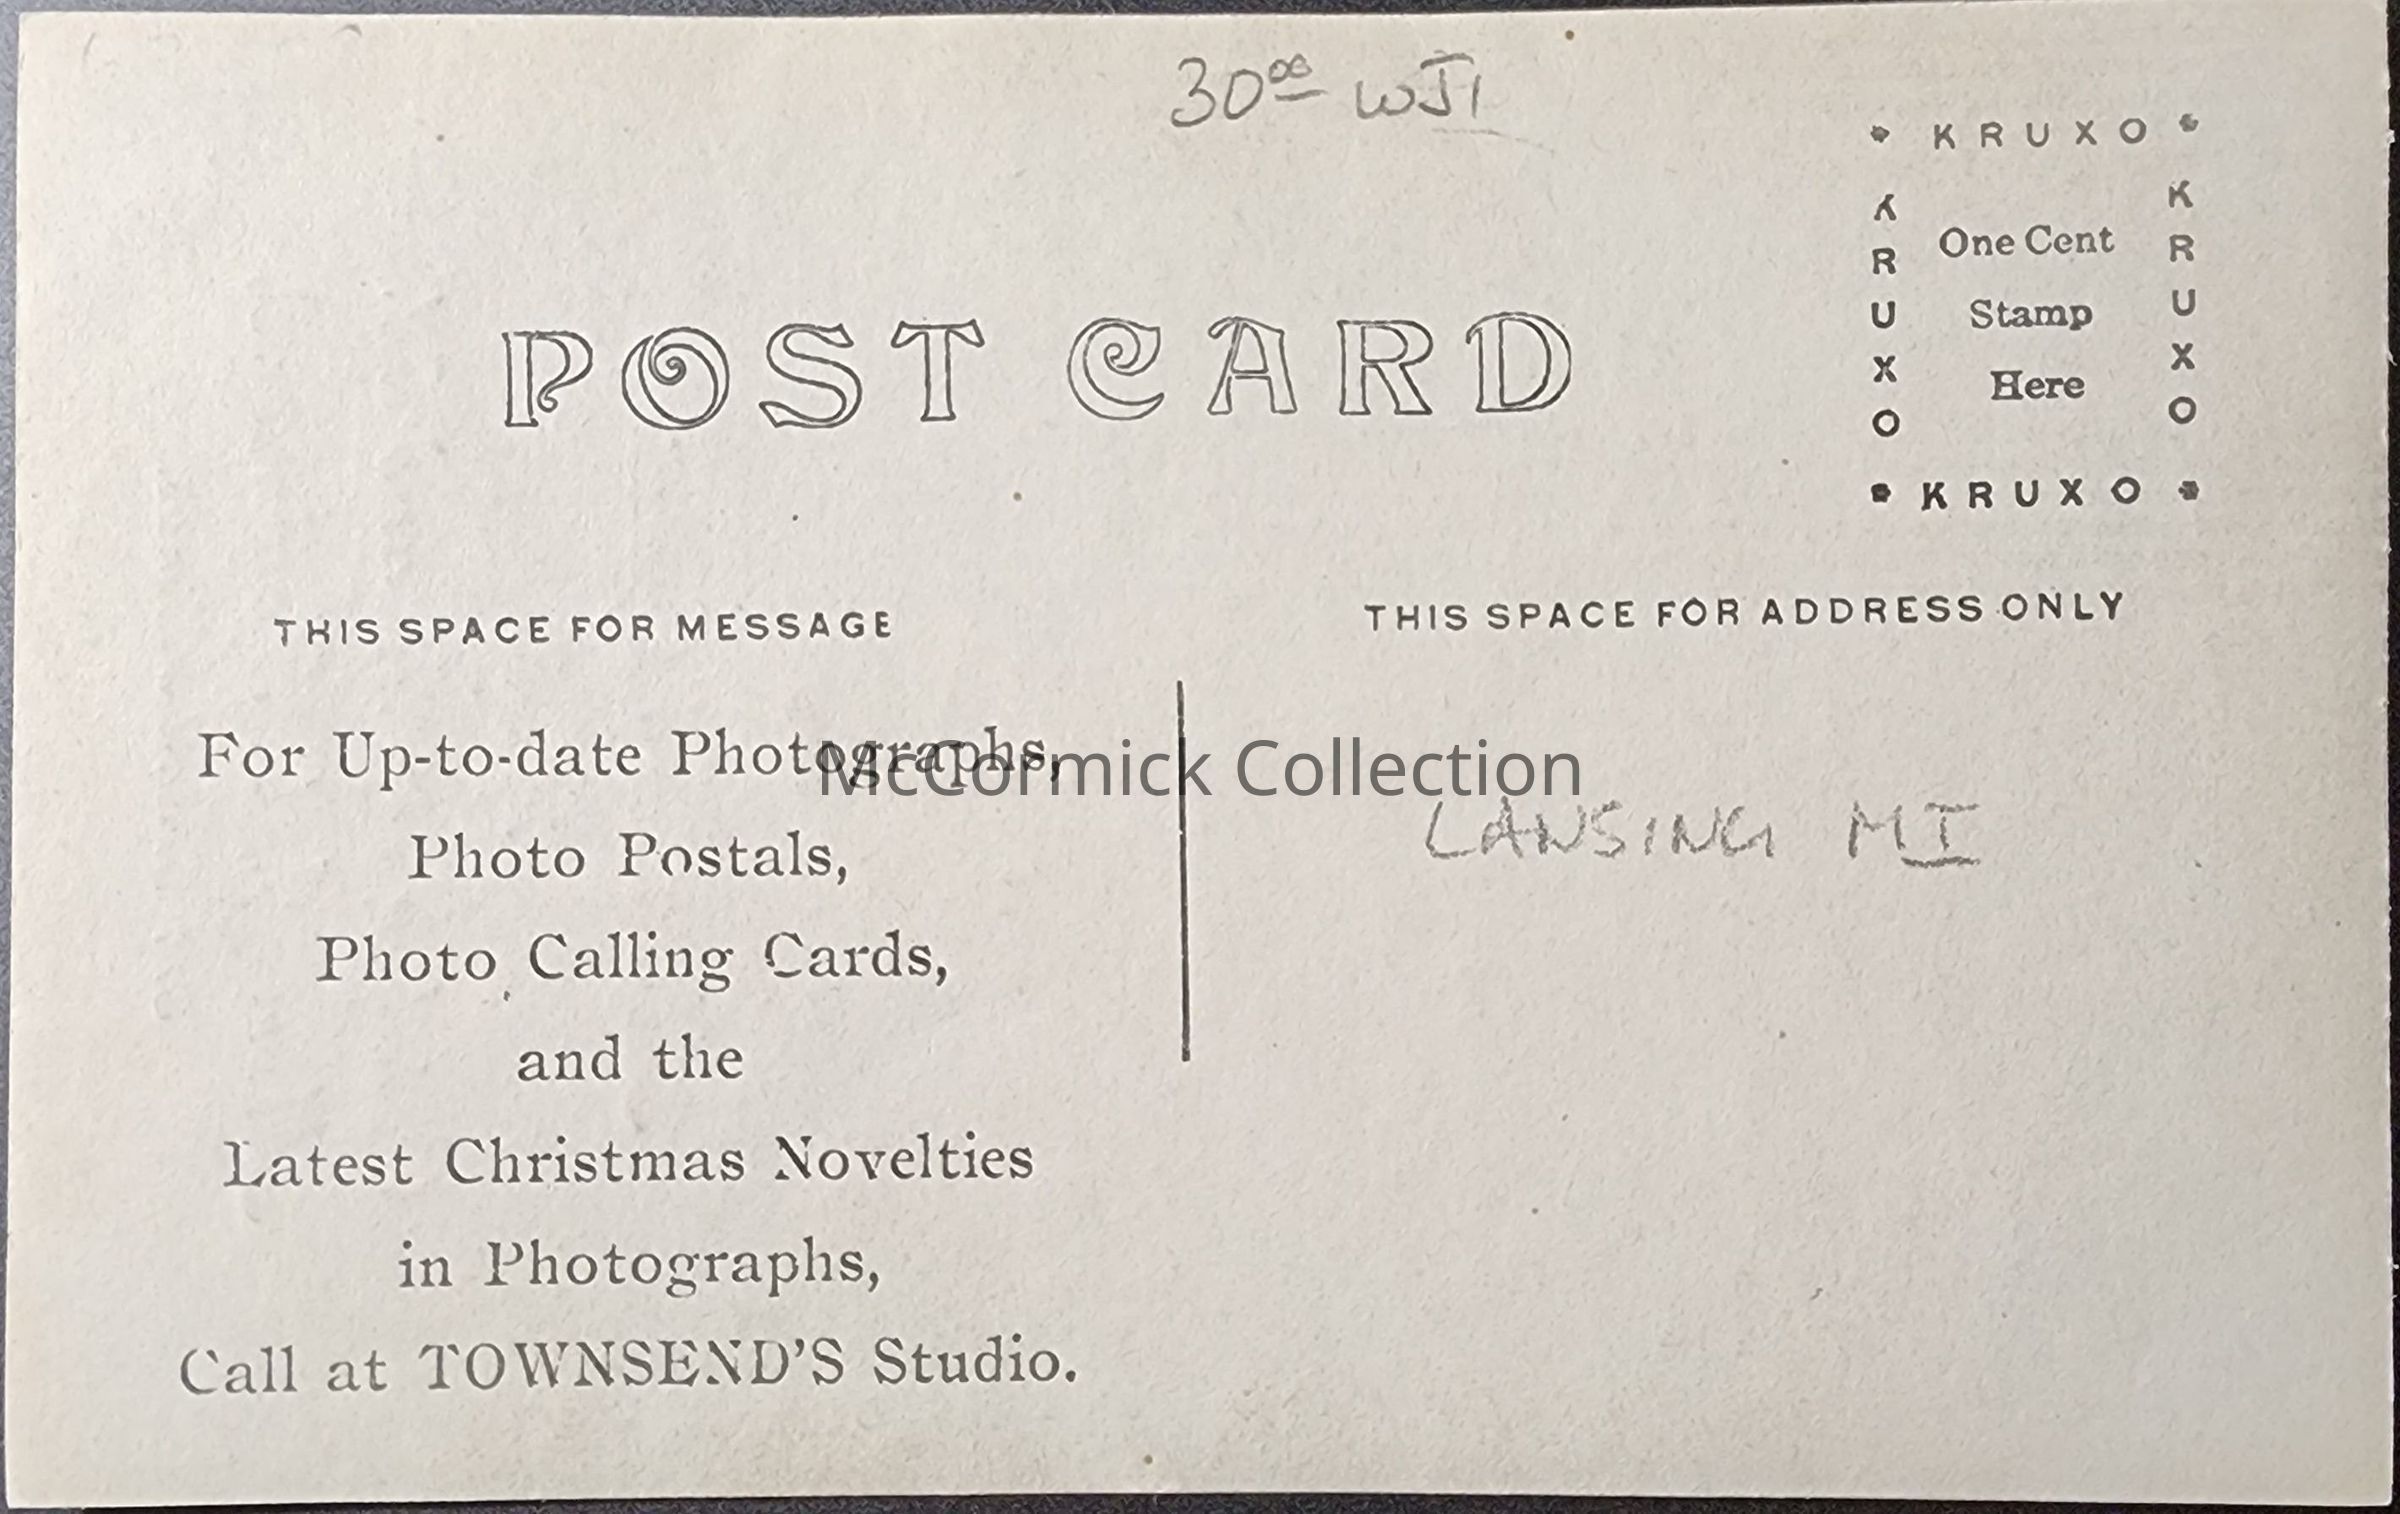 30⁰⁰ WJI
• KRUXO •
KRUXO
One Cent
Stamp
Here
KRUXO
• KRUXO •
POST CARD
THIS SPACE FOR MESSAGE
THIS SPACE FOR ADDRESS ONLY
For Up-to-date Photographs,
Photo Postals,
Photo Calling Cards,
and the
Latest Christmas Novelties
in Photographs,
Call at TOWNSEND'S Studio.
McCormick Collection
LANSING MI